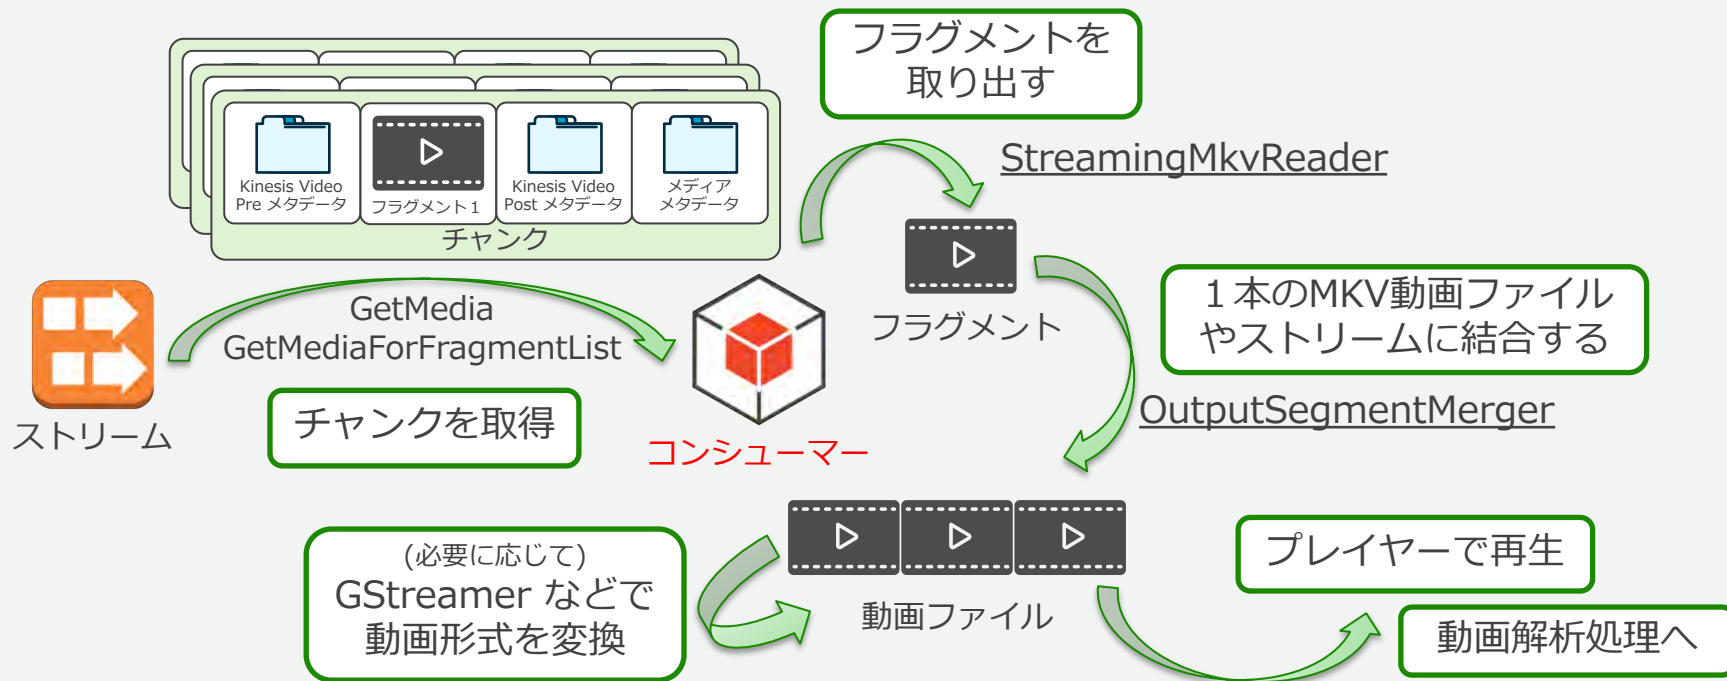 フラグメントを
取り出す
Kinesis Video
Pre メタデータ
フラグメント１
Kinesis Video
Post メタデータ
メディア
メタデータ
チャンク
StreamingMkvReader
GetMedia
GetMediaForFragmentList
チャンクを取得
ストリーム
コンシューマー
フラグメント
１本のMKV動画ファイル
やストリームに結合する
OutputSegmentMerger
(必要に応じて)
GStreamer などで
動画形式を変換
動画ファイル
プレイヤーで再生
動画解析処理へ